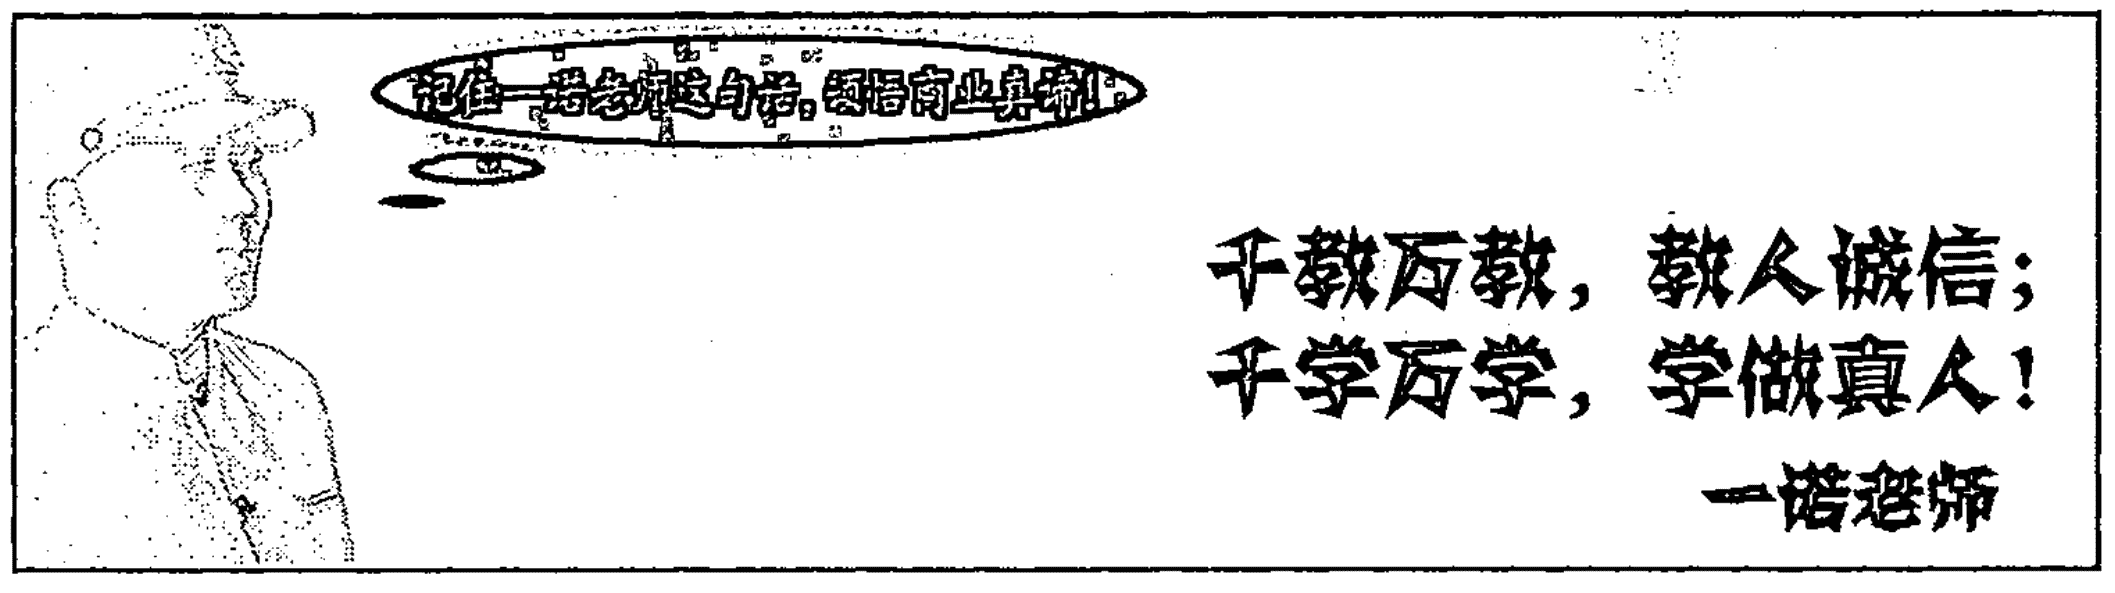 记住一诺老师这句话,领悟商业真谛!
千教万教，教人诚信；
千学万学，学做真人！
一诺老师